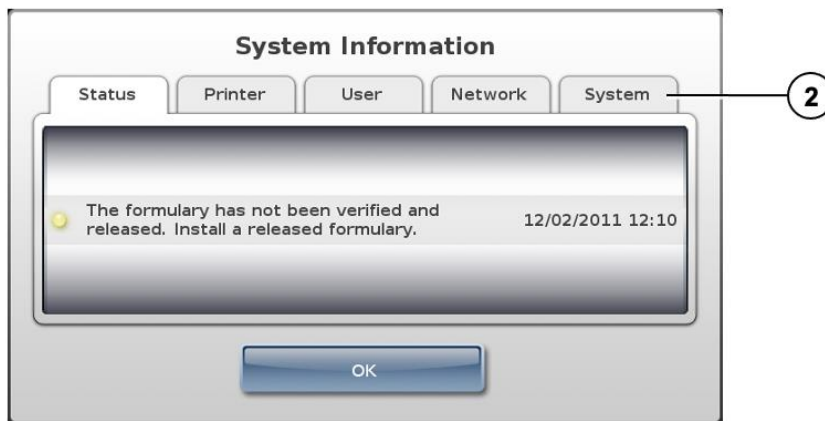 System Information
Status Printer User Network System
2
The formulary has not been verified and
released. Install a released formulary.
12/02/2011 12:10
OK